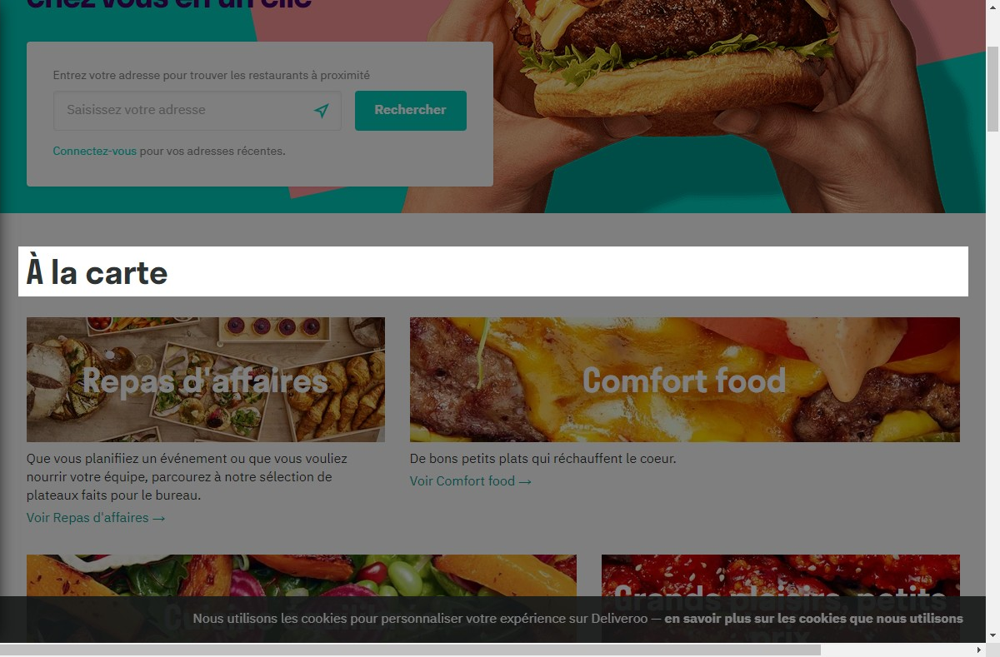 chez vous en un clic
Entrez votre adresse pour trouver les restaurants à proximité
Saisissez votre adresse
Rechercher
Connectez-vous pour vos adresses récentes.
À la carte
Repas d'affaires
Comfort food
Que vous planifiiez un événement ou que vous vouliez
nourrir votre équipe, parcourez à notre sélection de
plateaux faits pour le bureau.
Voir Repas d'affaires →
De bons petits plats qui réchauffent le coeur.
Voir Comfort food →
Grands plaisirs, petits
prix
Nous utilisons les cookies pour personnaliser votre expérience sur Deliveroo — en savoir plus sur les cookies que nous utilisons